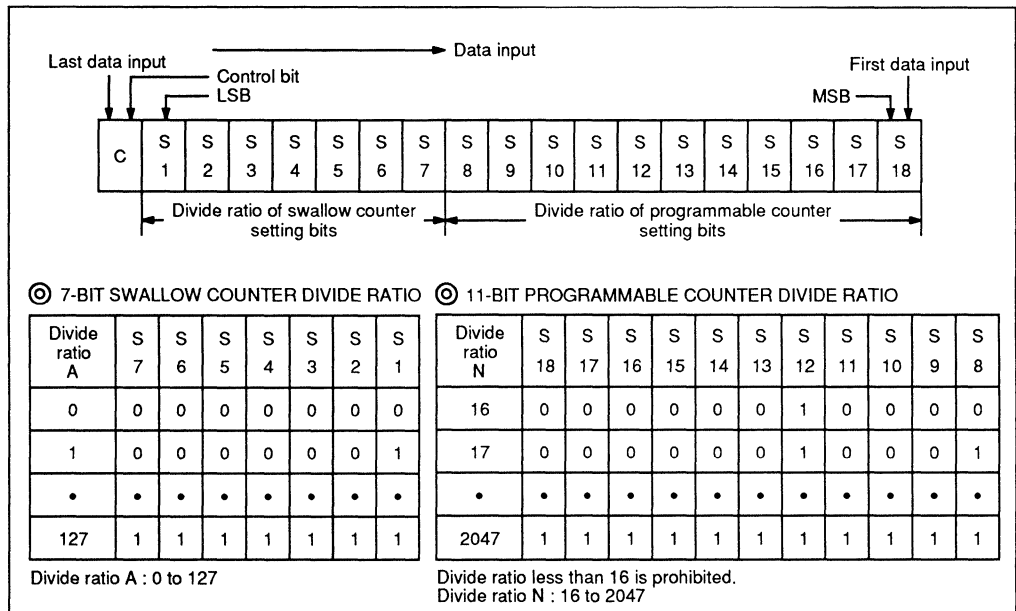 Data input
Last data input
First data input
Control bit
LSB
MSB
C S 1 S 2 S 3 S 4 S 5 S 6 S 7 S 8 S 9 S 10 S 11 S 12 S 13 S 14 S 15 S 16 S 17 S 18
Divide ratio of swallow counter setting bits
Divide ratio of programmable counter setting bits
7-BIT SWALLOW COUNTER DIVIDE RATIO
Divide ratio A S 7 S 6 S 5 S 4 S 3 S 2 S 1
0 0 0 0 0 0 0 0
1 0 0 0 0 0 0 1
• • • • • • • •
127 1 1 1 1 1 1 1
Divide ratio A : 0 to 127
11-BIT PROGRAMMABLE COUNTER DIVIDE RATIO
Divide ratio N S 18 S 17 S 16 S 15 S 14 S 13 S 12 S 11 S 10 S 9 S 8
16 0 0 0 0 0 0 1 0 0 0 0
17 0 0 0 0 0 0 1 0 0 0 1
• • • • • • • • • • • •
2047 1 1 1 1 1 1 1 1 1 1 1
Divide ratio less than 16 is prohibited.
Divide ratio N : 16 to 2047